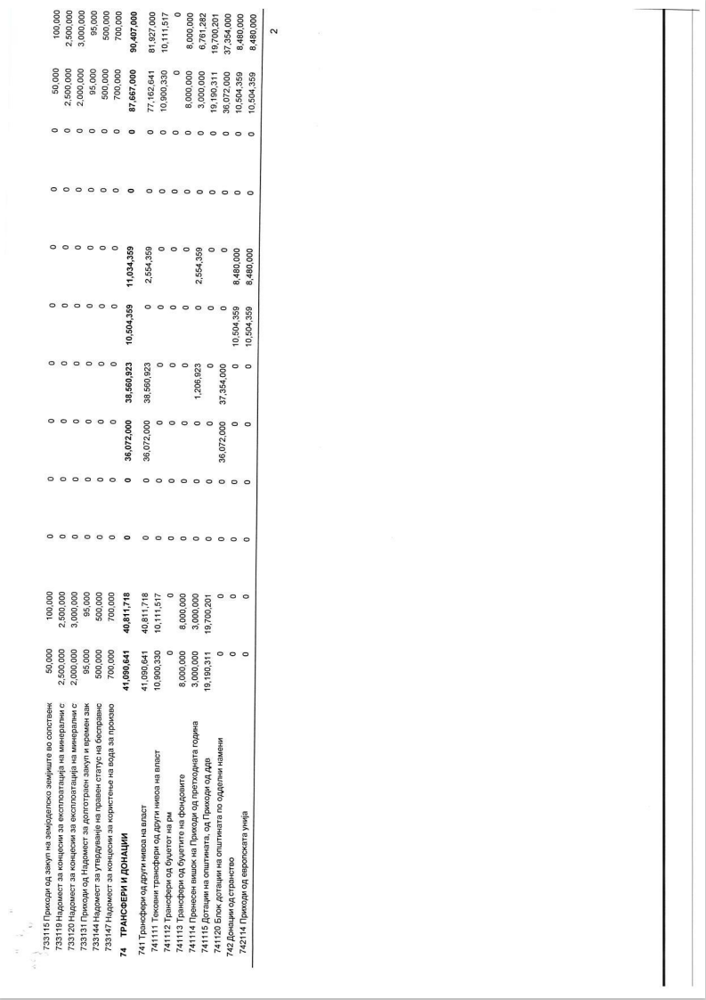 733115 Приходи од закуп на земјоделско земјиште во сопственс 50,000 100,000 0 0 0 0 0 0 0 0 50,000 100,000
733119 Надомест за концесии за експлоатација на минерални с 2,500,000 2,500,000 0 0 0 0 0 0 0 0 2,500,000 2,500,000
733120 Надомест за концесии за експлоатација на минерални с 2,000,000 3,000,000 0 0 0 0 0 0 0 0 2,000,000 3,000,000
733131 Приходи од Надомест за долготраен закуп и времен зак 95,000 95,000 0 0 0 0 0 0 0 0 95,000 95,000
733144 Надомест за утврдување на правен статус на бесправно 500,000 500,000 0 0 0 0 0 0 0 0 500,000 500,000
733147 Надомест за концесии за користење на вода за произво 700,000 700,000 0 0 0 0 0 0 0 0 700,000 700,000
74 ТРАНСФЕРИ И ДОНАЦИИ 41,090,641 40,811,718 0 0 36,072,000 38,560,923 10,504,359 11,034,359 0 0 87,667,000 90,407,000
741 Трансфери од други нивоа на власт 41,090,641 40,811,718 0 0 36,072,000 38,560,923 0 2,554,359 0 0 77,162,641 81,927,000
741111 Тековни трансфери од други нивоа на власт 10,900,330 10,111,517 0 0 0 0 0 0 0 0 10,900,330 10,111,517
741112 Трансфери од буџетот на рм 0 0 0 0 0 0 0 0 0 0 0 0
741113 Трансфери од буџетите на фондовите 8,000,000 8,000,000 0 0 0 0 0 0 0 0 8,000,000 8,000,000
741114 Пренесен вишок на Приходи од претходната година 3,000,000 3,000,000 0 0 0 1,206,923 0 2,554,359 0 0 3,000,000 6,761,282
741115 Дотации на општината, од Приходи од ддв 19,190,311 19,700,201 0 0 0 0 0 0 0 0 19,190,311 19,700,201
741120 Блок дотации на општината по одделни намени 0 0 0 0 36,072,000 37,354,000 0 0 0 0 36,072,000 37,354,000
742 Донации од странство 0 0 0 0 0 0 10,504,359 8,480,000 0 0 10,504,359 8,480,000
742114 Приходи од европската унија 0 0 0 0 0 0 10,504,359 8,480,000 0 0 10,504,359 8,480,000
2